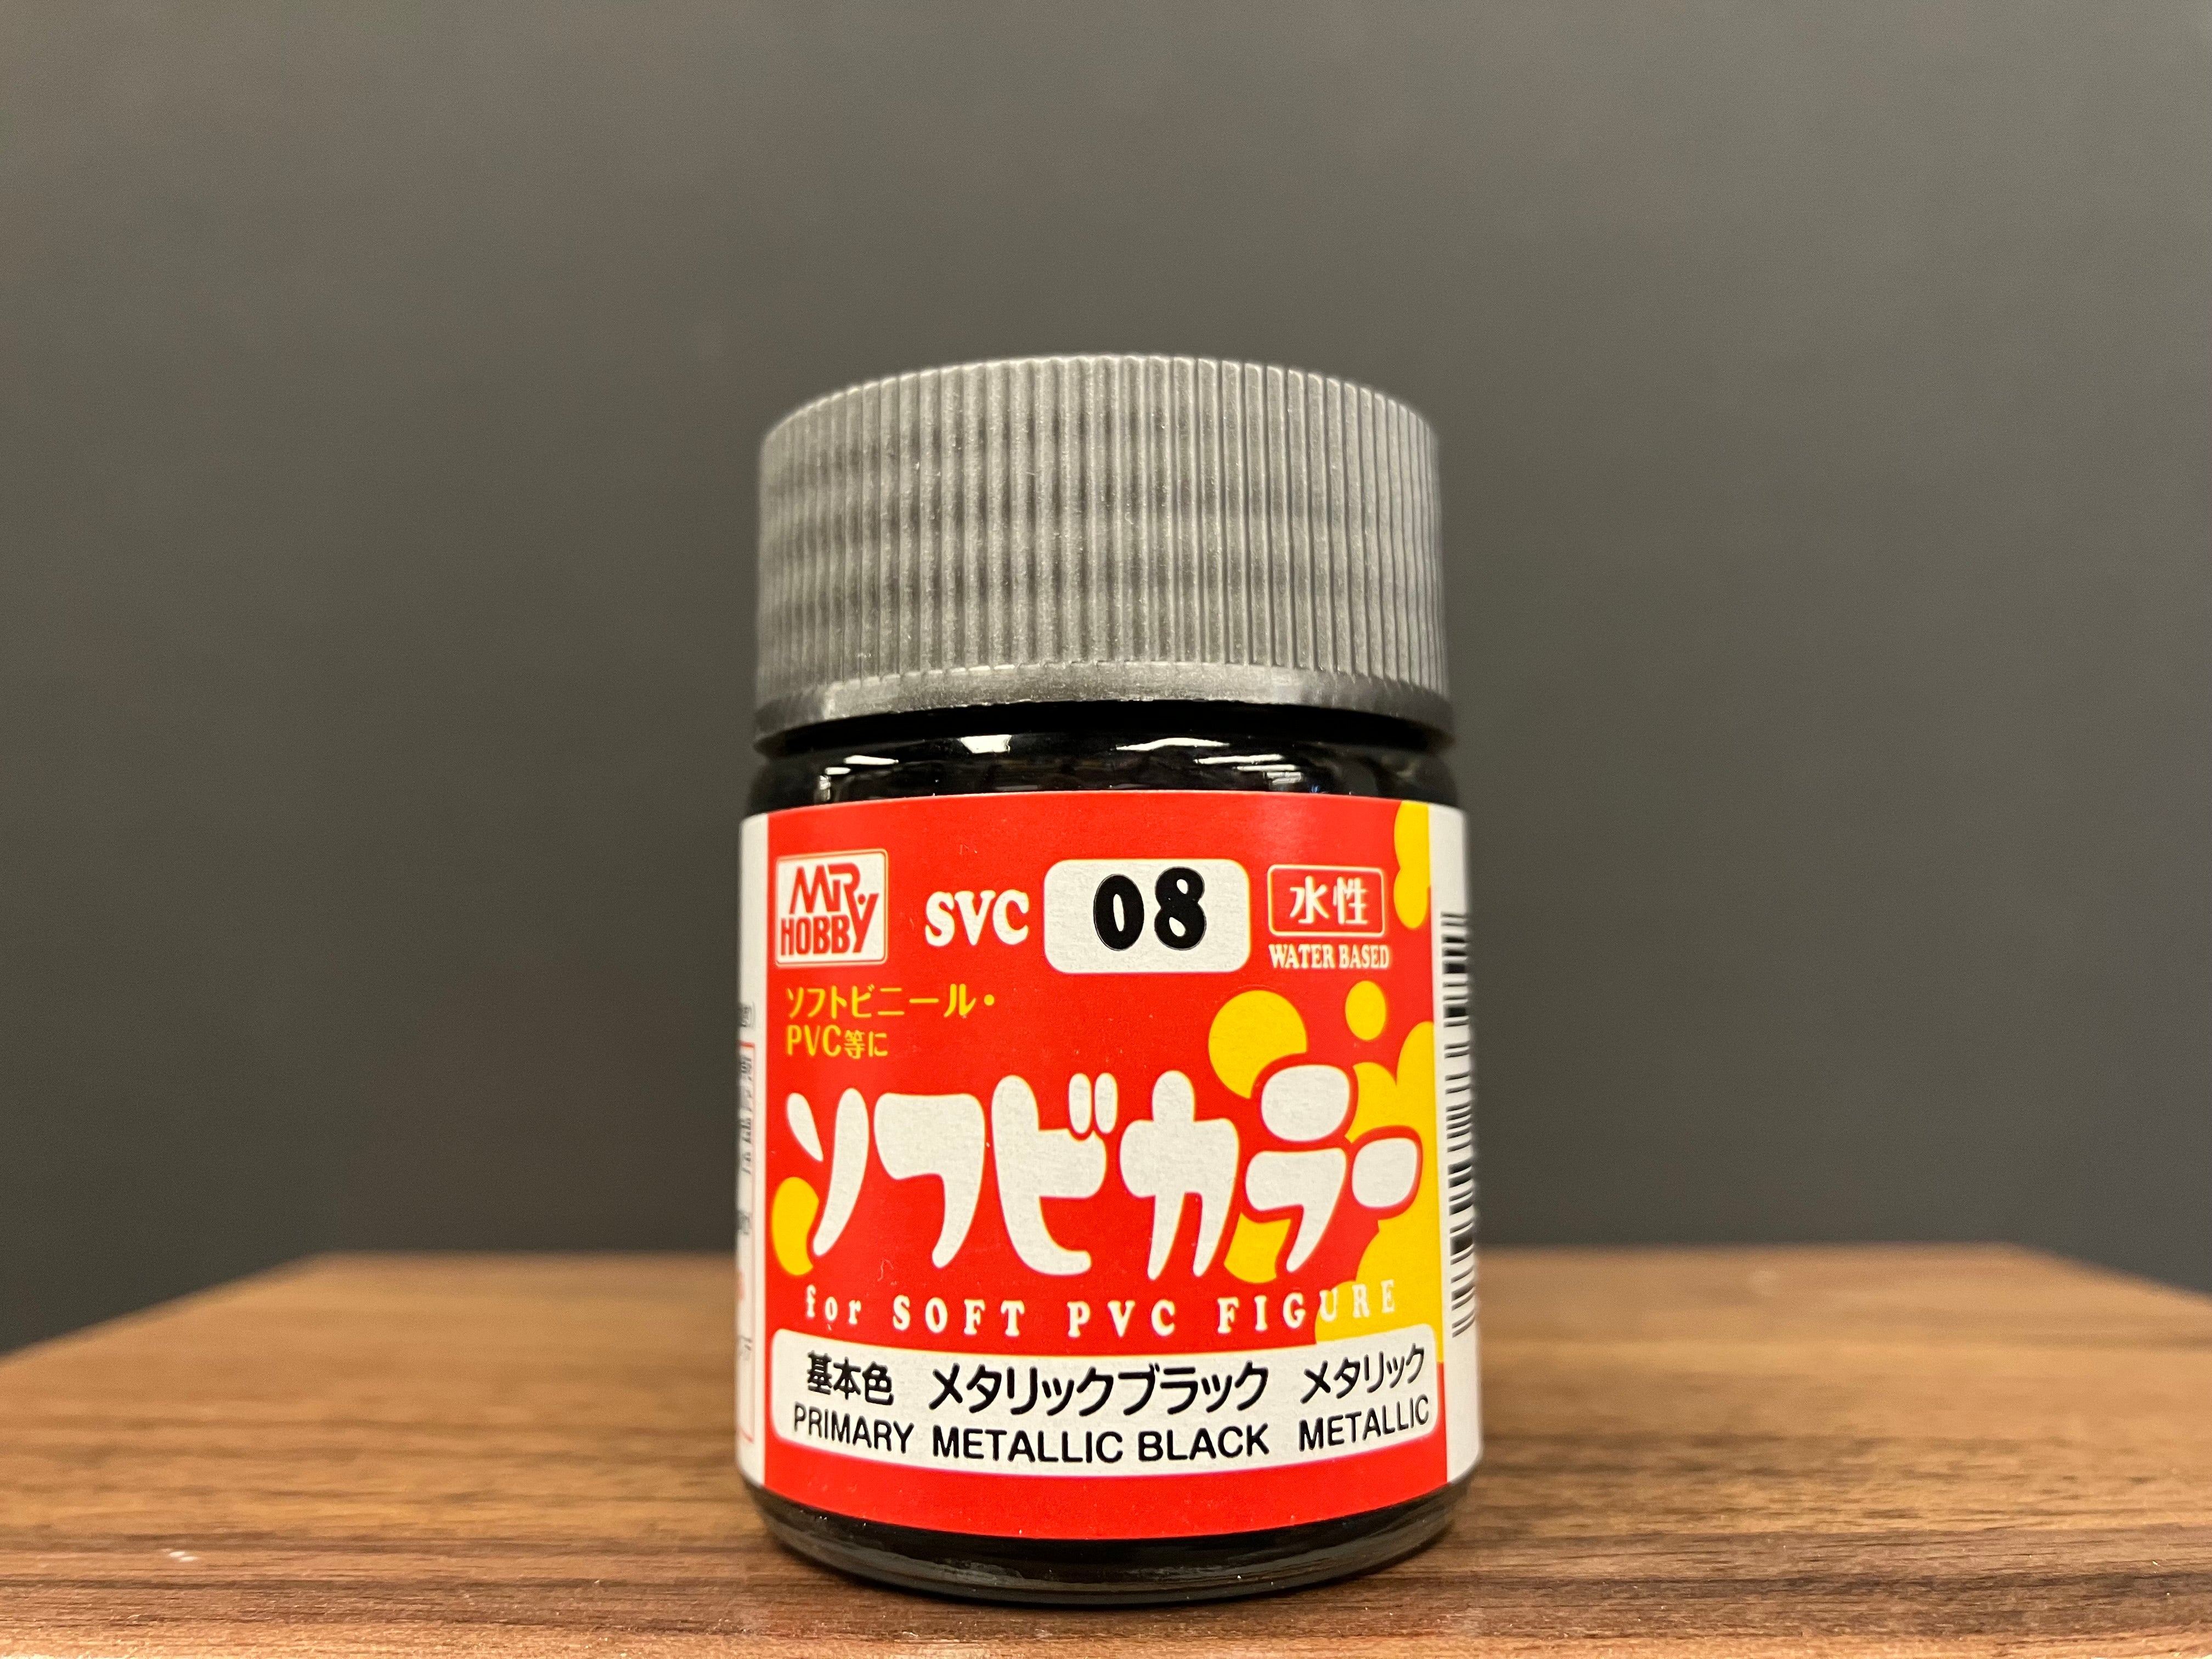 MR HOBBY
SVC 08 水性
WATER BASED
ソフトビニール・
PVC等に
ソフビカラー
for SOFT PVC FIGURE
基本色 メタリックブラック メタリック
PRIMARY METALLIC BLACK METALLIC